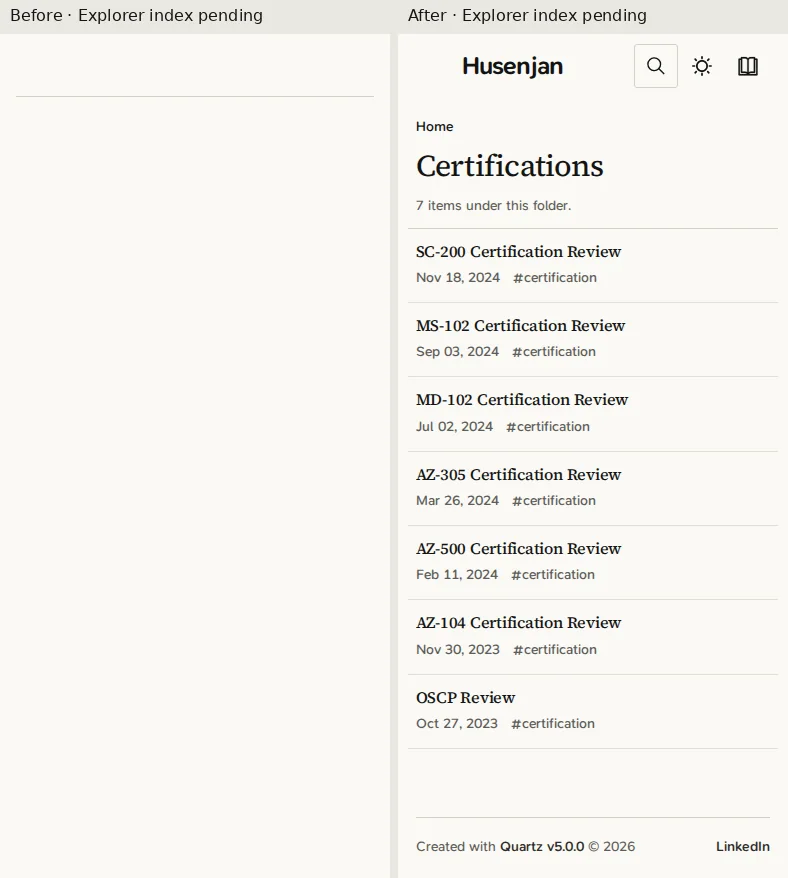 Before · Explorer index pending
After · Explorer index pending
Husenjan
Home
Certifications
7 items under this folder.
SC-200 Certification Review
Nov 18, 2024 #certification
MS-102 Certification Review
Sep 03, 2024 #certification
MD-102 Certification Review
Jul 02, 2024 #certification
AZ-305 Certification Review
Mar 26, 2024 #certification
AZ-500 Certification Review
Feb 11, 2024 #certification
AZ-104 Certification Review
Nov 30, 2023 #certification
OSCP Review
Oct 27, 2023 #certification
Created with Quartz v5.0.0 © 2026 LinkedIn